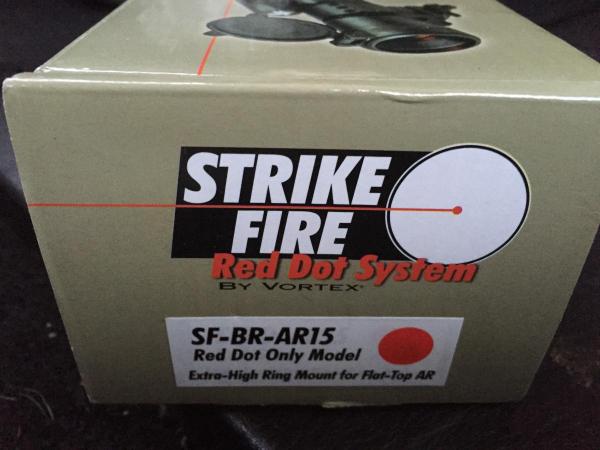 STRIKE
FIRE
Red Dot System
BY VORTEX®
SF-BR-AR15
Red Dot Only Model
Extra-High Ring Mount for Flat-Top AR